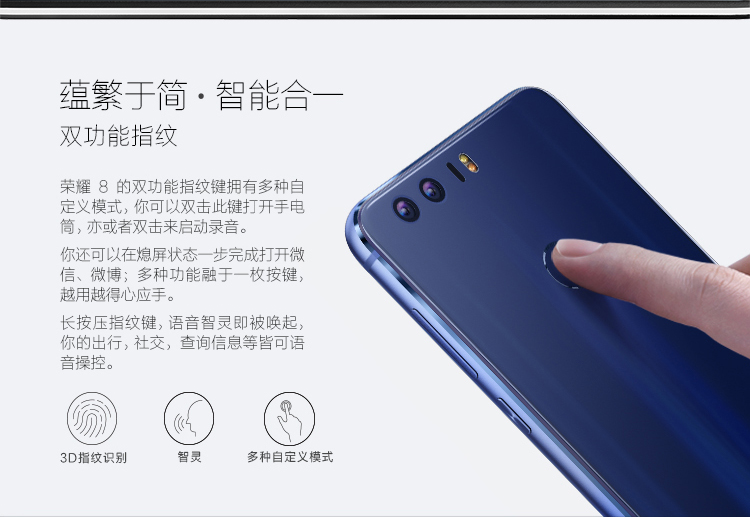 蕴繁于简·智能合一
双功能指纹
荣耀 8 的双功能指纹键拥有多种自
定义模式，你可以双击此键打开手电
筒，亦或者双击来启动录音。
你还可以在熄屏状态一步完成打开微
信、微博；多种功能融于一枚按键，
越用越得心应手。
长按压指纹键，语音智灵即被唤起，
你的出行，社交，查询信息等皆可语
音操控。
3D指纹识别
智灵
多种自定义模式